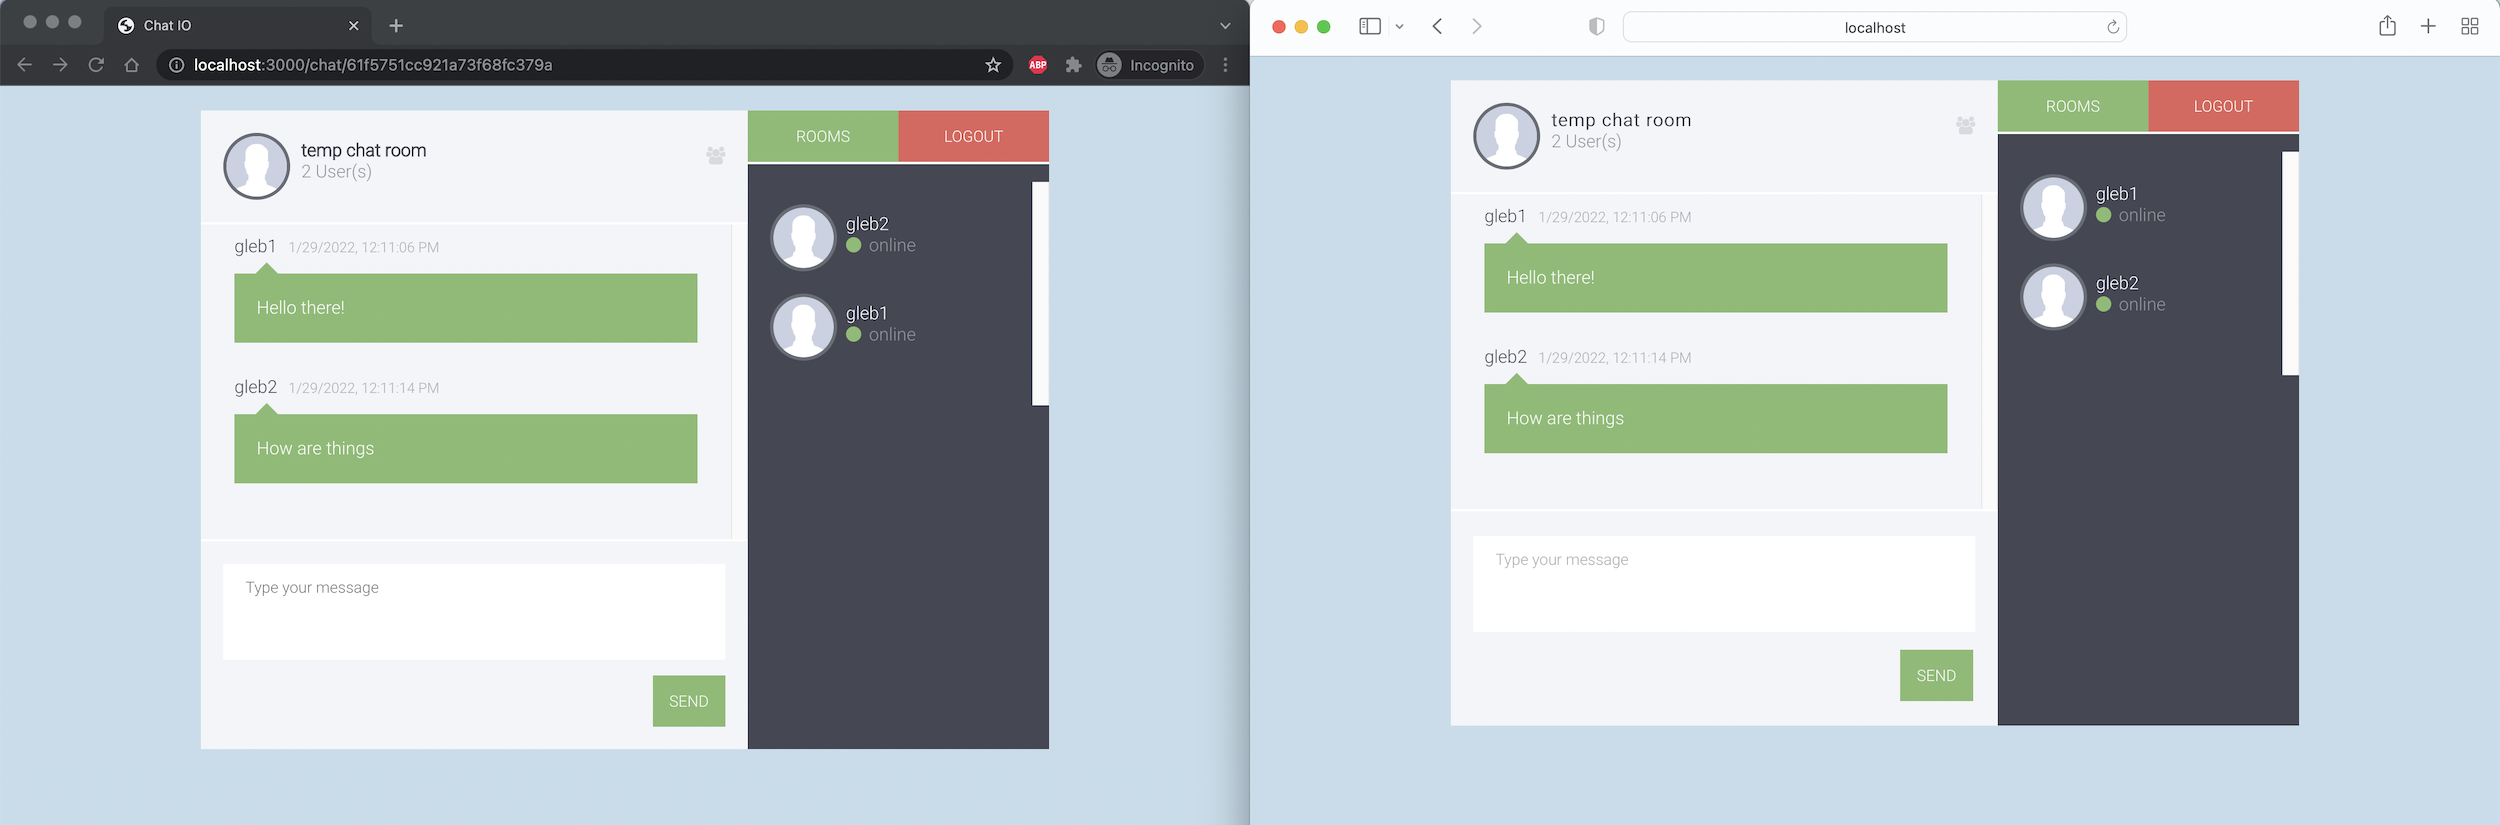 Chat IO
localhost:3000/chat/61f5751cc921a73f68fc379a
ABP
Incognito
temp chat room
2 User(s)
ROOMS
LOGOUT
gleb1 1/29/2022, 12:11:06 PM
Hello there!
gleb2 1/29/2022, 12:11:14 PM
How are things
Type your message
SEND
gleb2
online
gleb1
online
localhost
temp chat room
2 User(s)
ROOMS
LOGOUT
gleb1 1/29/2022, 12:11:06 PM
Hello there!
gleb2 1/29/2022, 12:11:14 PM
How are things
Type your message
SEND
gleb1
online
gleb2
online